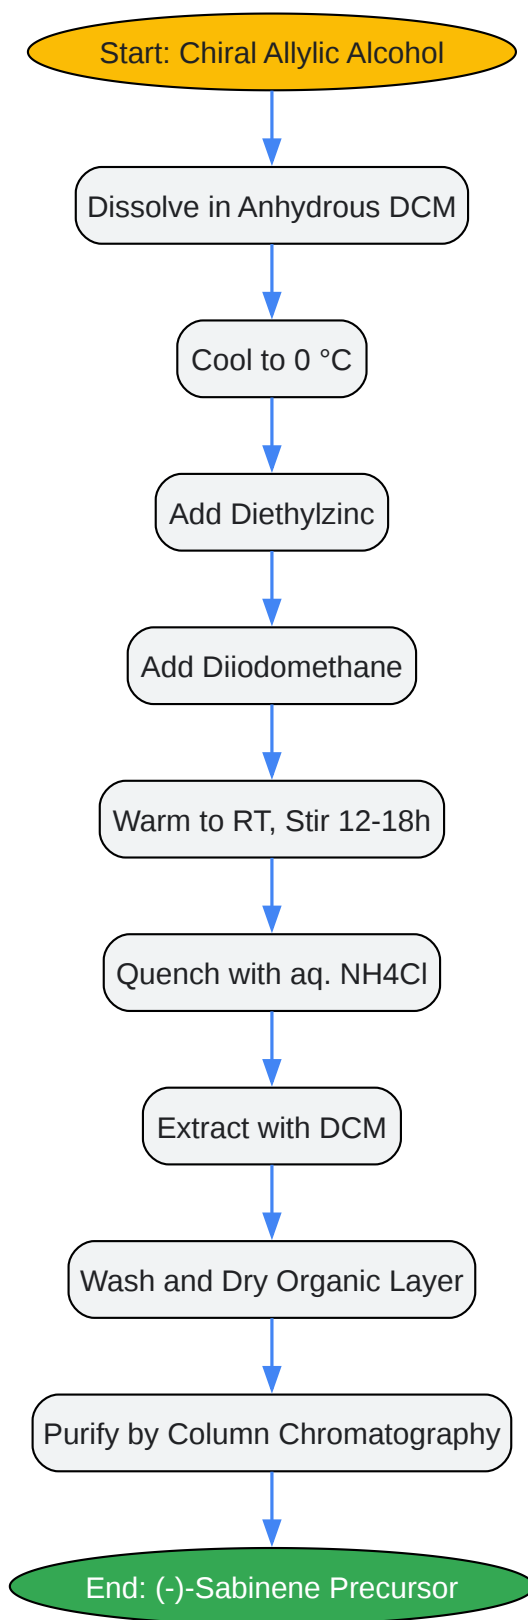 Start: Chiral Allylic Alcohol
Dissolve in Anhydrous DCM
Cool to 0 °C
Add Diethylzinc
Add Diiodomethane
Warm to RT, Stir 12-18h
Quench with aq. NH4Cl
Extract with DCM
Wash and Dry Organic Layer
Purify by Column Chromatography
End: (-)-Sabinene Precursor